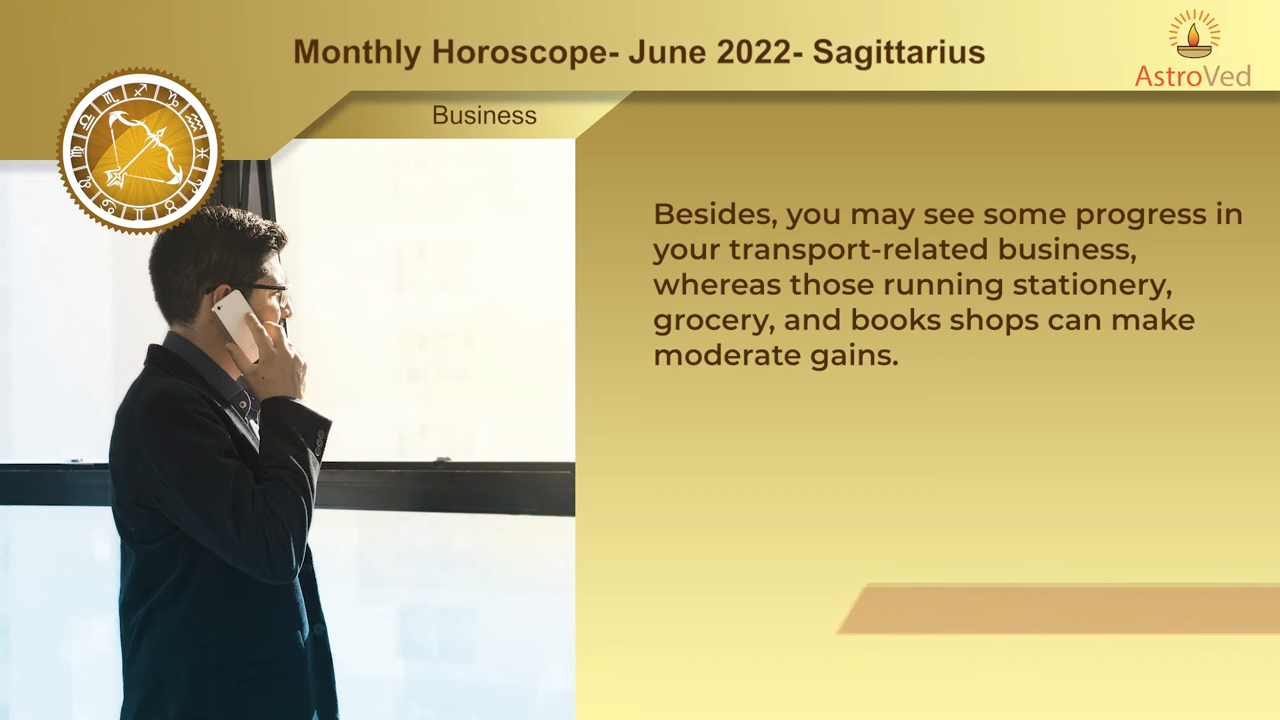 Monthly Horoscope- June 2022- Sagittarius
AstroVed
Business
Besides, you may see some progress in
your transport-related business,
whereas those running stationery,
grocery, and books shops can make
moderate gains.